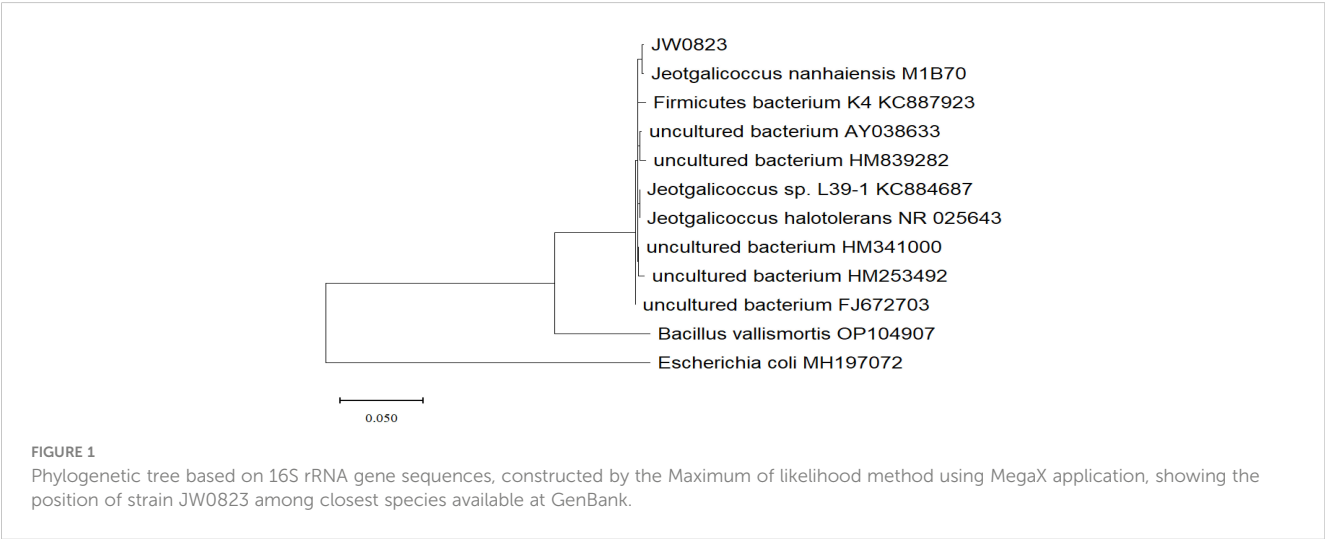 JW0823
Jeotgalicoccus nanhaiensis M1B70
Firmicutes bacterium K4 KC887923
uncultured bacterium AY038633
uncultured bacterium HM839282
Jeotgalicoccus sp. L39-1 KC884687
Jeotgalicoccus halotolerans NR 025643
uncultured bacterium HM341000
uncultured bacterium HM253492
uncultured bacterium FJ672703
Bacillus vallismortis OP104907
Escherichia coli MH197072
0.050
FIGURE 1
Phylogenetic tree based on 16S rRNA gene sequences, constructed by the Maximum of likelihood method using MegaX application, showing the
position of strain JW0823 among closest species available at GenBank.